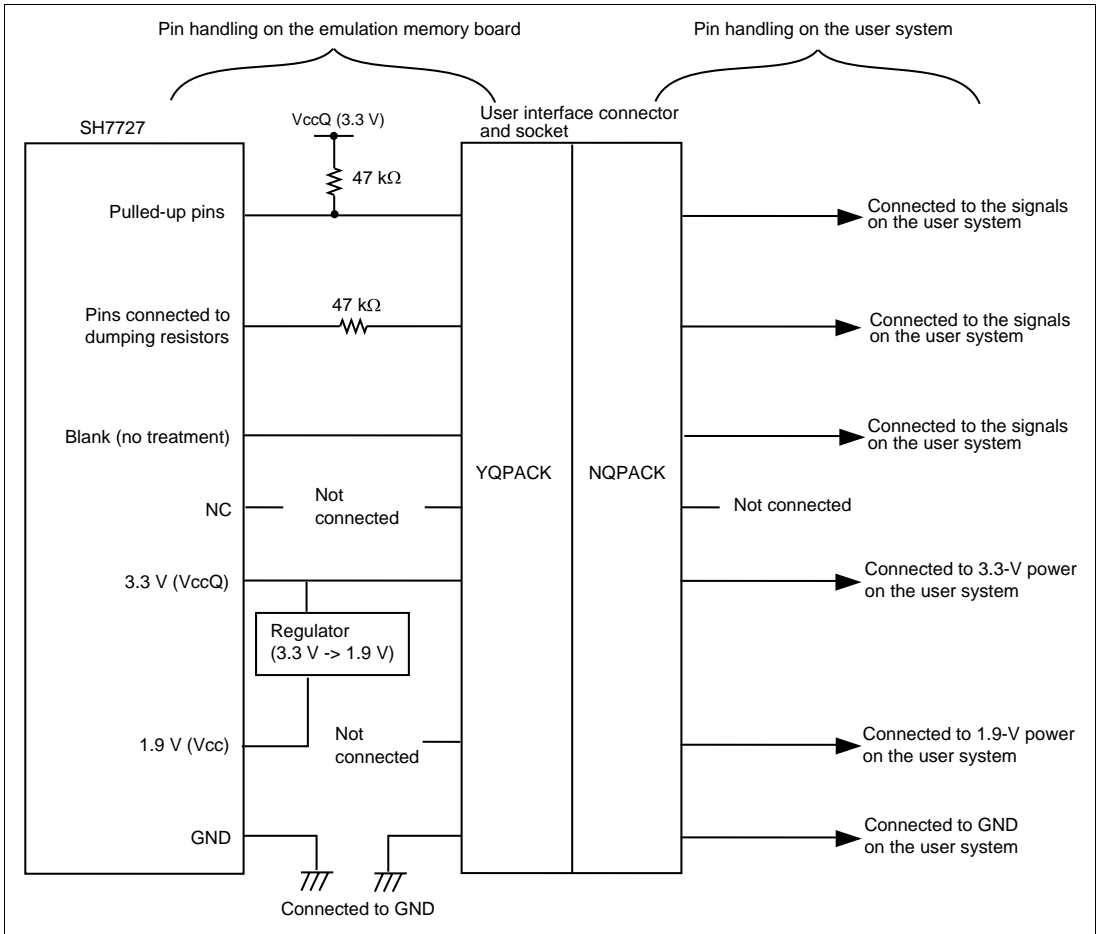 Pin handling on the emulation memory board
Pin handling on the user system
SH7727
VccQ (3.3 V)
User interface connector
and socket
47 kΩ
Pulled-up pins
Connected to the signals
on the user system
47 kΩ
Pins connected to
dumping resistors
Connected to the signals
on the user system
Blank (no treatment)
Connected to the signals
on the user system
YQPACK
NQPACK
NC
Not
connected
Not connected
3.3 V (VccQ)
Connected to 3.3-V power
on the user system
Regulator
(3.3 V -> 1.9 V)
1.9 V (Vcc)
Not
connected
Connected to 1.9-V power
on the user system
GND
Connected to GND
on the user system
Connected to GND